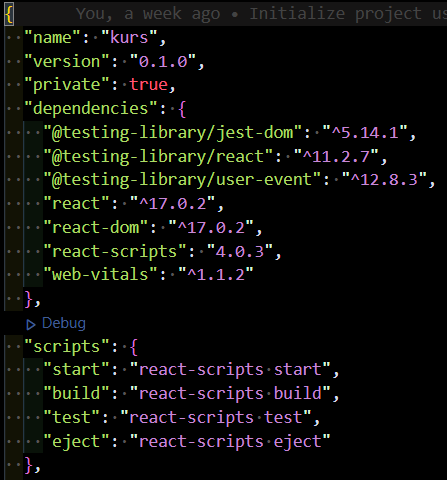 { You, a week ago • Initialize project us
"name": "kurs",
"version": "0.1.0",
"private": true,
"dependencies": {
"@testing-library/jest-dom": "^5.14.1",
"@testing-library/react": "^11.2.7",
"@testing-library/user-event": "^12.8.3",
"react": "^17.0.2",
"react-dom": "^17.0.2",
"react-scripts": "4.0.3",
"web-vitals": "^1.1.2"
},
Debug
"scripts": {
"start": "react-scripts start",
"build": "react-scripts build",
"test": "react-scripts test",
"eject": "react-scripts eject"
},